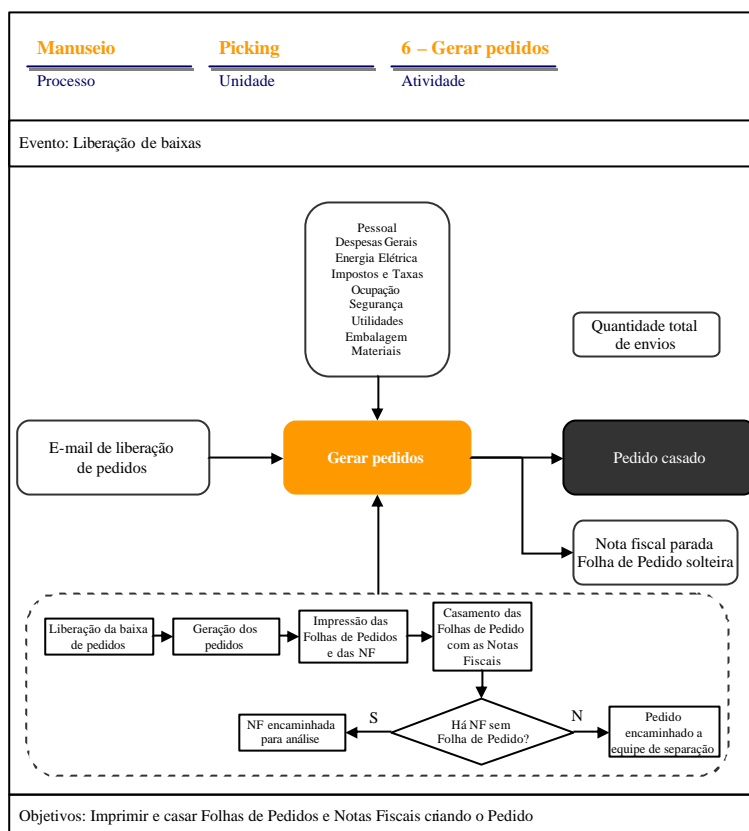 Manuseio
Picking
6 – Gerar pedidos
Processo
Unidade
Atividade
Evento: Liberação de baixas
Pessoal
Despesas Gerais
Energia Elétrica
Impostos e Taxas
Ocupação
Segurança
Utilidades
Embalagem
Materiais
Quantidade total
de envios
E-mail de liberação
de pedidos
Gerar pedidos
Pedido casado
Nota fiscal parada
Folha de Pedido solteira
Liberação da baixa
de pedidos
Geração dos
pedidos
Impressão das
Folhas de Pedidos
e das NF
Casamento das
Folhas de Pedido
com as Notas
Fiscais
NF encaminhada
para análise
S
Há NF sem
Folha de Pedido?
N
Pedido
encaminhado a
equipe de separação
Objetivos: Imprimir e casar Folhas de Pedidos e Notas Fiscais criando o Pedido